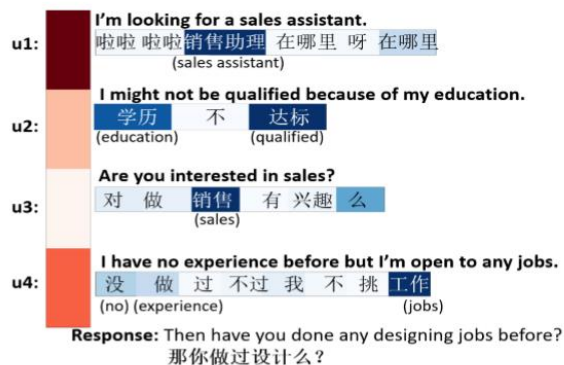 I'm looking for a sales assistant.
u1:
啦啦 啦啦 销售助理 在哪里 呀 在哪里
(sales assistant)
I might not be qualified because of my education.
u2:
学历 不 达标
(education) (qualified)
Are you interested in sales?
u3:
对 做 销售 有 兴趣 么
(sales)
I have no experience before but I'm open to any jobs.
u4:
没 做 过 不过 我 不 挑 工作
(no) (experience) (jobs)
Response: Then have you done any designing jobs before?
那你做过设计么？